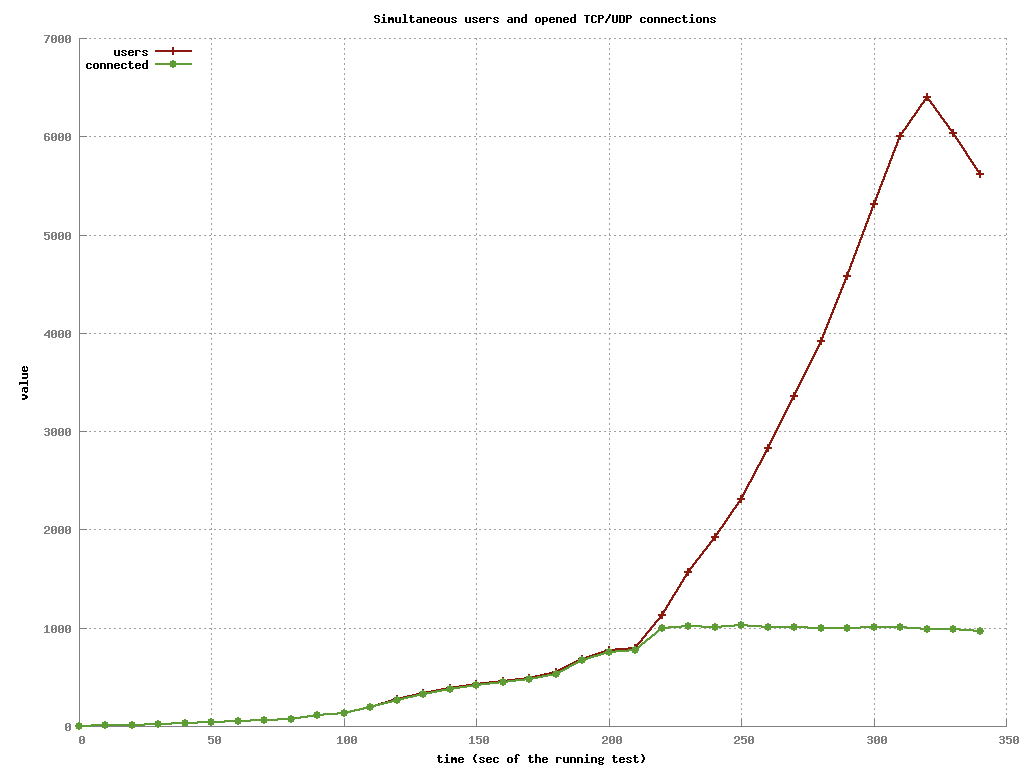 Simultaneous users and opened TCP/UDP connections
users
connected
7000
6000
5000
4000
3000
2000
1000
0
value
0 50 100 150 200 250 300 350
time (sec of the running test)